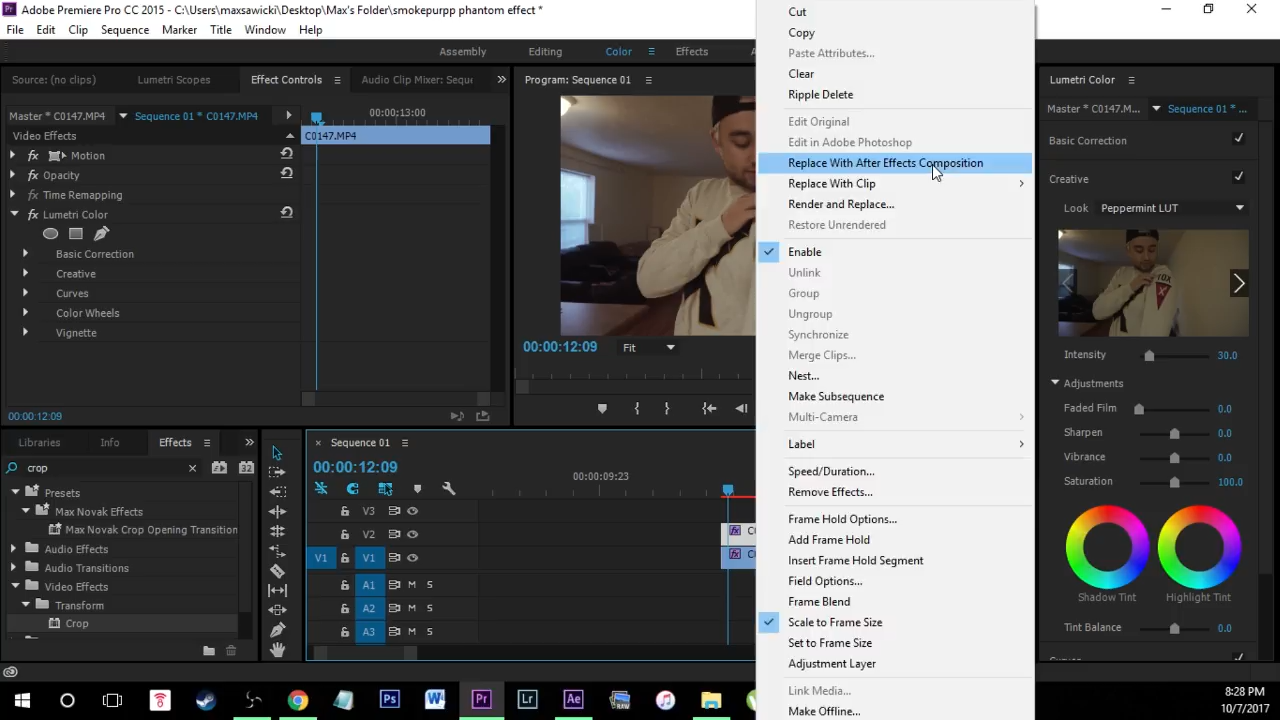 Adobe Premiere Pro CC 2015 - C:\Users\maxsawicki\Desktop\Max's Folder\smokepurpp phantom effect *
File Edit Clip Sequence Marker Title Window Help
Assembly Editing Color Effects
Source: (no clips) Lumetri Scopes Effect Controls Audio Clip Mixer: Seque
Master * C0147.MP4 Sequence 01 * C0147.MP4
00:00:13:00
Video Effects
C0147.MP4
fx Motion
fx Opacity
Time Remapping
fx Lumetri Color
Basic Correction
Creative
Curves
Color Wheels
Vignette
00:00:12:09
Program: Sequence 01
00:00:12:09 Fit
Cut
Copy
Paste Attributes...
Clear
Ripple Delete
Edit Original
Edit in Adobe Photoshop
Replace With After Effects Composition
Replace With Clip
Render and Replace...
Restore Unrendered
Enable
Unlink
Group
Ungroup
Synchronize
Merge Clips...
Nest...
Make Subsequence
Multi-Camera
Label
Speed/Duration...
Remove Effects...
Frame Hold Options...
Add Frame Hold
Insert Frame Hold Segment
Field Options...
Frame Blend
Scale to Frame Size
Set to Frame Size
Adjustment Layer
Link Media...
Make Offline...
Lumetri Color
Master * C0147.M... Sequence 01 * ...
Basic Correction
Creative
Look Peppermint LUT
Intensity 30.0
Adjustments
Faded Film 0.0
Sharpen 0.0
Vibrance 0.0
Saturation 100.0
Shadow Tint Highlight Tint
Tint Balance 0.0
Libraries Info Effects
crop
Presets
Max Novak Effects
Max Novak Crop Opening Transition
Audio Effects
Audio Transitions
Video Effects
Transform
Crop
Sequence 01
00:00:12:09
00:00:09:23
V3
V2
V1 V1
A1 M S
A2 M S
A3 M S
Ps W Pr Lr Ae
8:28 PM
10/7/2017